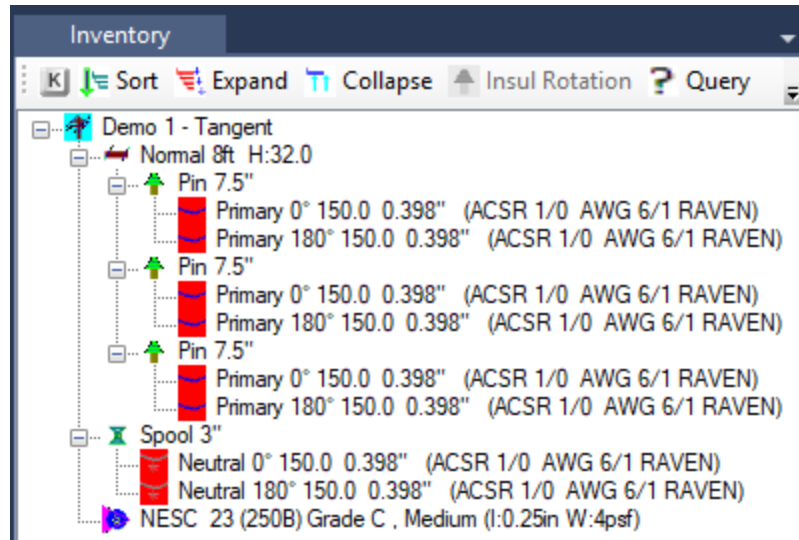 Inventory
K Sort Expand Collapse Insul Rotation ? Query
Demo 1 - Tangent
Normal 8ft H:32.0
Pin 7.5"
Primary 0° 150.0 0.398" (ACSR 1/0 AWG 6/1 RAVEN)
Primary 180° 150.0 0.398" (ACSR 1/0 AWG 6/1 RAVEN)
Pin 7.5"
Primary 0° 150.0 0.398" (ACSR 1/0 AWG 6/1 RAVEN)
Primary 180° 150.0 0.398" (ACSR 1/0 AWG 6/1 RAVEN)
Pin 7.5"
Primary 0° 150.0 0.398" (ACSR 1/0 AWG 6/1 RAVEN)
Primary 180° 150.0 0.398" (ACSR 1/0 AWG 6/1 RAVEN)
Spool 3"
Neutral 0° 150.0 0.398" (ACSR 1/0 AWG 6/1 RAVEN)
Neutral 180° 150.0 0.398" (ACSR 1/0 AWG 6/1 RAVEN)
NESC 23 (250B) Grade C , Medium (I:0.25in W:4psf)